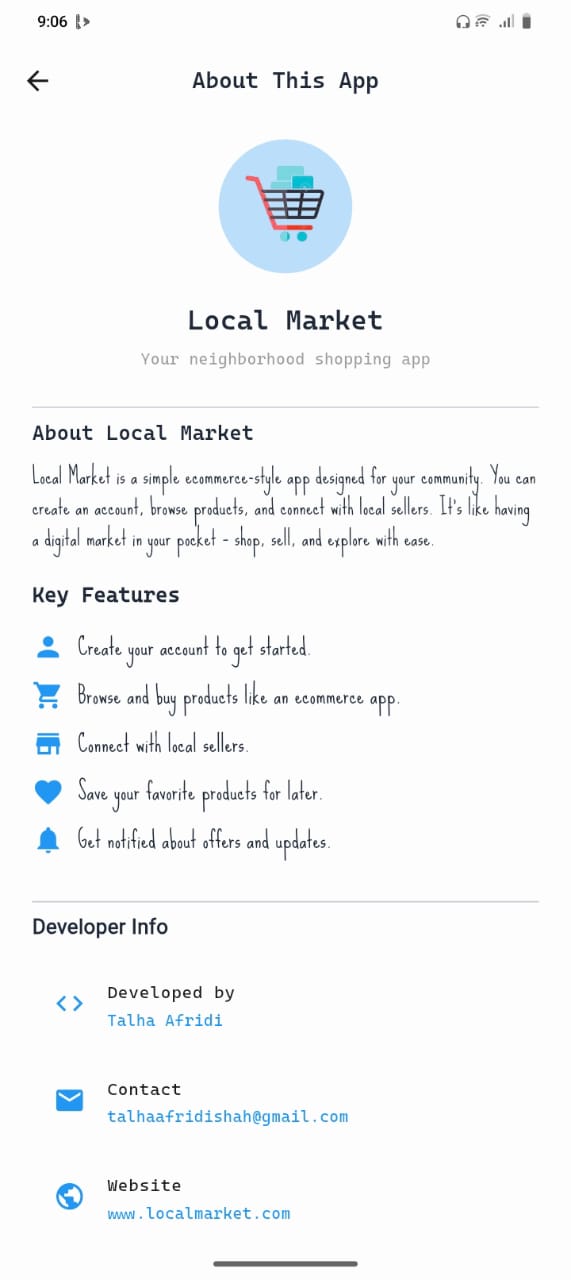 9:06
About This App
Local Market
Your neighborhood shopping app
About Local Market
Local Market is a simple ecommerce-style app designed for your community. You can
create an account, browse products, and connect with local sellers. It's like having
a digital market in your pocket - shop, sell, and explore with ease.
Key Features
Create your account to get started.
Browse and buy products like an ecommerce app.
Connect with local sellers.
Save your favorite products for later.
Get notified about offers and updates.
Developer Info
Developed by
Talha Afridi
Contact
talhaafridishah@gmail.com
Website
www.localmarket.com